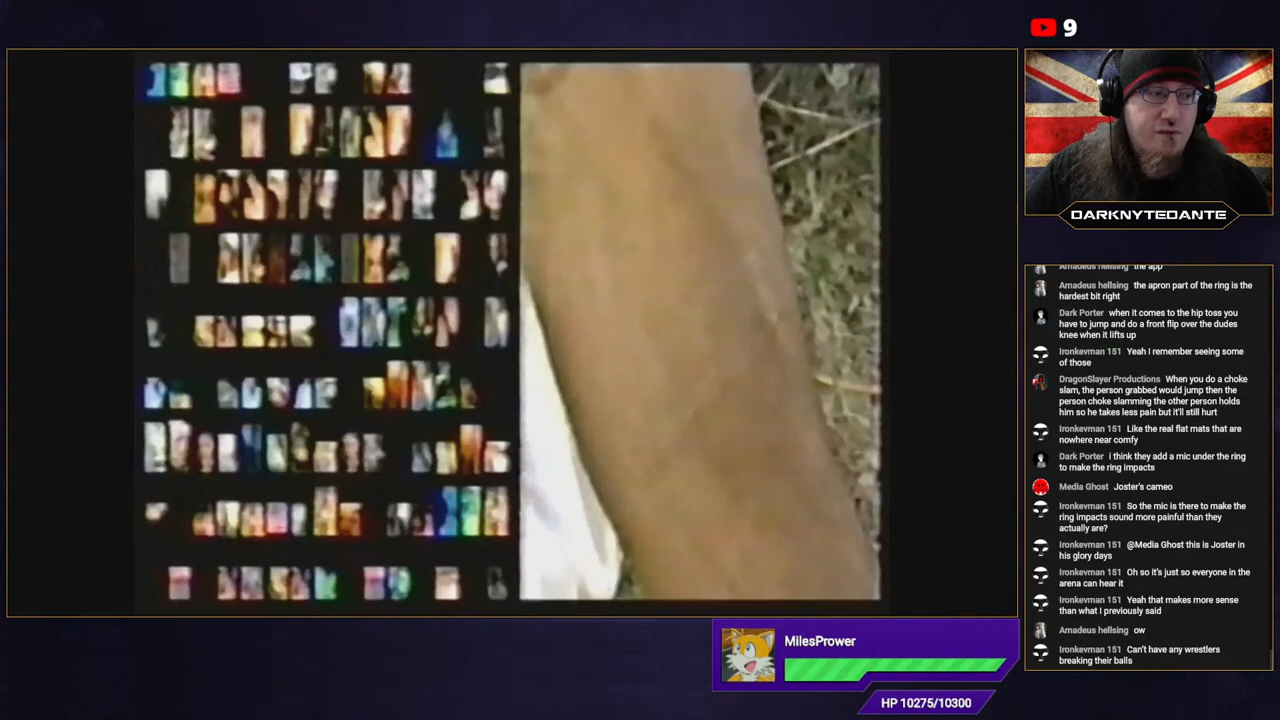 9
DARKNYTEDANTE
Amadeus hellsing the app
Amadeus hellsing the apron part of the ring is the
hardest bit right
Dark Porter when it comes to the hip toss you
have to jump and do a front flip over the dudes
knee when it lifts up
Ironkevman 151 Yeah I remember seeing some
of those
DragonSlayer Productions When you do a choke
slam, the person grabbed would jump then the
person choke slamming the other person holds
him so he takes less pain but it'll still hurt
Ironkevman 151 Like the real flat mats that are
nowhere near comfy
Dark Porter i think they add a mic under the ring
to make the ring impacts
Media Ghost Joster's cameo
Ironkevman 151 So the mic is there to make the
ring impacts sound more painful than they
actually are?
Ironkevman 151 @Media Ghost this is Joster in
his glory days
Ironkevman 151 Oh so it's just so everyone in the
arena can hear it
Ironkevman 151 Yeah that makes more sense
than what I previously said
Amadeus hellsing ow
Ironkevman 151 Can't have any wrestlers
breaking their balls
MilesPrower
HP 10275/10300